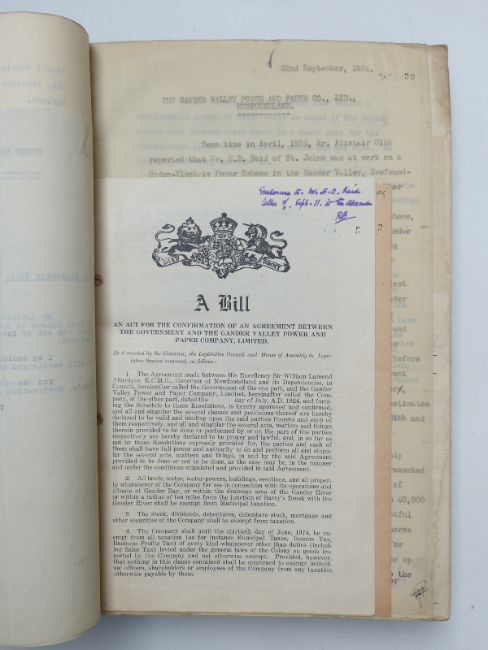 22nd September, 1924.
THE GANDER VALLEY POWER AND PAPER CO., LTD.,
NEWFOUNDLAND.
Some time in April, 1924, Mr. Alistair Gibb
reported that Mr. H.D. Reid of St. Johns was at work on a
Hydro-Electric Power Scheme in the Gander Valley, Newfound-
Enclosure to Mr. H.D. Reid
letter of Sept. 11. to
A Bill
AN ACT FOR THE CONFIRMATION OF AN AGREEMENT BETWEEN
THE GOVERNMENT AND THE GANDER VALLEY POWER AND
PAPER COMPANY, LIMITED.
Be it enacted by the Governor, the Legislative Council and House of Assembly in Legis-
lative Session convened, as follows:
1. The Agreement made between His Excellency Sir William Lamond
Allardyce, K.C.M.G., Governor of Newfoundland and its Dependencies, in
Council, hereinafter called the Government of the one part, and the Gander
Valley Power and Paper Company, Limited, hereinafter called the Com-
pany, of the other part, dated the day of July, A.D. 1924, and form-
ing the Schedule to these Resolutions, is hereby approved and confirmed,
and all and singular the several clauses and provisions thereof are hereby
declared to be valid and binding upon the said parties thereto and each of
them respectively, and all and singular the several acts, matters and things
therein provided to be done or performed by or on the part of the parties
respectively are hereby declared to be proper and lawful, and, in so far as
not by these Resolutions expressly provided for, the parties and each of
them shall have full power and authority to do and perform all and singu-
lar the several acts, matters and things, in and by the said Agreement
provided to be done or not to be done, as the case may be, in the manner
and under the conditions stipulated and provided in said Agreement.
2. All lands, water, water-powers, buildings, erections, and all proper-
ty whatsoever of the Company for use in connection with its operations and
situate at Gander Bay, or within the drainage area of the Gander River
or within a radius of ten miles from the junction of Harry's Brook with the
Gander River shall be exempt from Municipal taxation.
3. The stock, dividends, debentures, debenture stock, mortgage and
other securities of the Company shall be exempt from taxation.
4. The Company shall until the thirtieth day of June, 1974, be ex-
empt from all taxation (as for instance Municipal Taxes, Income Tax,
Business Profits Tax) of every kind whatsoever other than duties (includ-
ing Sales Tax) levied under the general laws of the Colony on goods im-
ported by the Company and not otherwise exempt. Provided, however,
that nothing in this clause contained shall be construed to exempt individ-
ual officers, shareholders or employees of the Company from any taxation
otherwise payable by them.